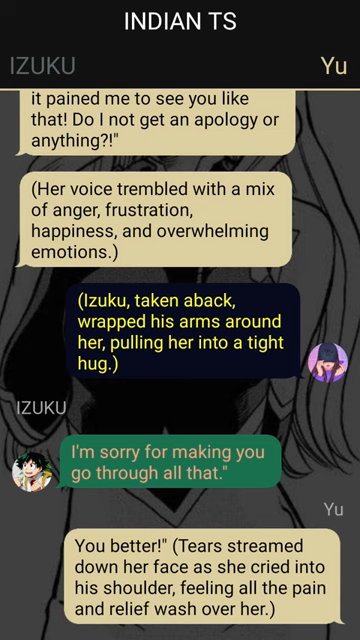 INDIAN TS
IZUKU Yu
it pained me to see you like
that! Do I not get an apology or
anything?!"
(Her voice trembled with a mix
of anger, frustration,
happiness, and overwhelming
emotions.)
(Izuku, taken aback,
wrapped his arms around
her, pulling her into a tight
hug.)
IZUKU
I'm sorry for making you
go through all that."
Yu
You better!" (Tears streamed
down her face as she cried into
his shoulder, feeling all the pain
and relief wash over her.)